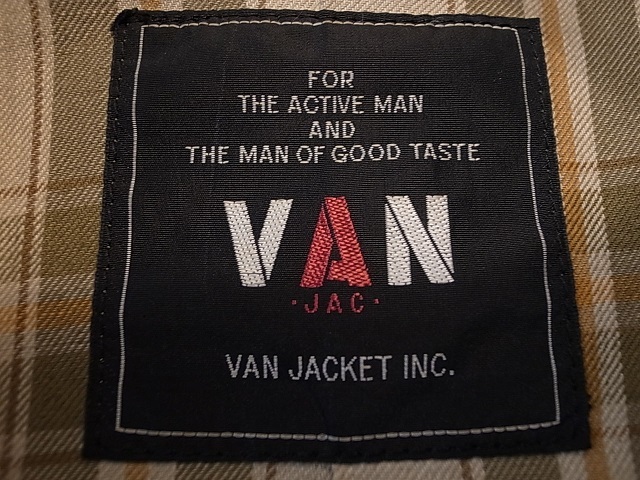 FOR
THE ACTIVE MAN
AND
THE MAN OF GOOD TASTE
VAN
·JAC·
VAN JACKET INC.